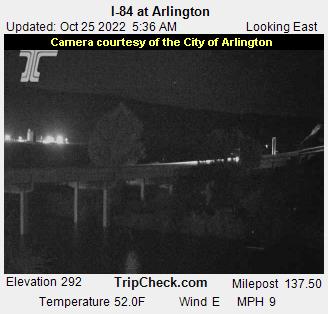 I-84 at Arlington
Updated: Oct 25 2022 5:36 AM Looking East
Camera courtesy of the City of Arlington
Elevation 292 TripCheck.com Milepost 137.50
Temperature 52.0F Wind E MPH 9